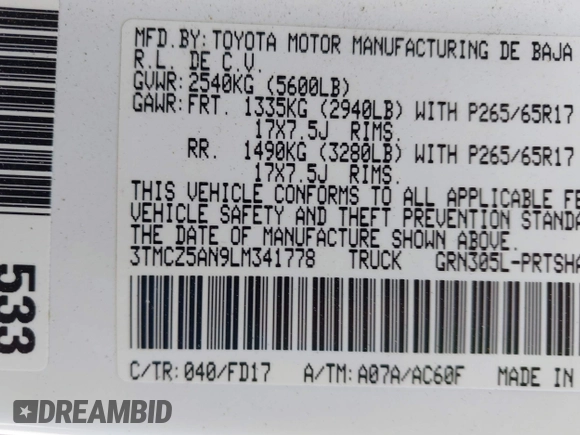 MFD.BY:TOYOTA MOTOR MANUFACTURING DE BAJA
R.L. DE C.V.
GVWR:2540KG (5600LB)
GAWR:FRT. 1335KG (2940LB) WITH P265/65R17
17X7.5J RIMS.
RR. 1490KG (3280LB) WITH P265/65R17
17X7.5J RIMS.
THIS VEHICLE CONFORMS TO ALL APPLICABLE FE
VEHICLE SAFETY AND THEFT PREVENTION STANDA
THE DATE OF MANUFACTURE SHOWN ABOVE.
3TMCZ5AN9LM341778 TRUCK GRN305L-PRTSHA
C/TR:040/FD17 A/TM:A07A/AC60F MADE IN
533
DREAMBID